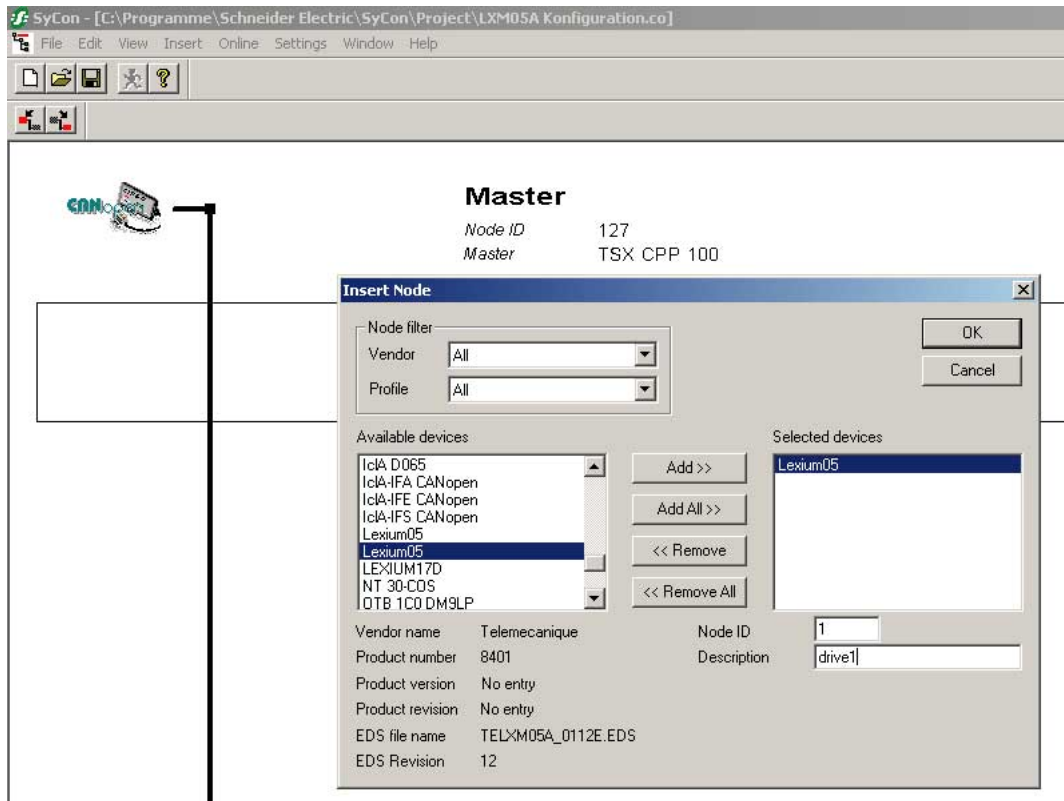 SyCon - [C:\Programme\Schneider Electric\SyCon\Project\LXM05A Konfiguration.co]
File Edit View Insert Online Settings Window Help
CANopen
Master
Node ID 127
Master TSX CPP 100
Insert Node
Node filter
Vendor All
Profile All
OK
Cancel
Available devices
IclA D065
IclA-IFA CANopen
IclA-IFE CANopen
IclA-IFS CANopen
Lexium05
Lexium05
LEXIUM17D
NT 30-COS
OTB 1C0 DM9LP
Add >>
Add All >>
<< Remove
<< Remove All
Selected devices
Lexium05
Vendor name Telemecanique
Product number 8401
Product version No entry
Product revision No entry
EDS file name TELXM05A_0112E.EDS
EDS Revision 12
Node ID 1
Description drive1